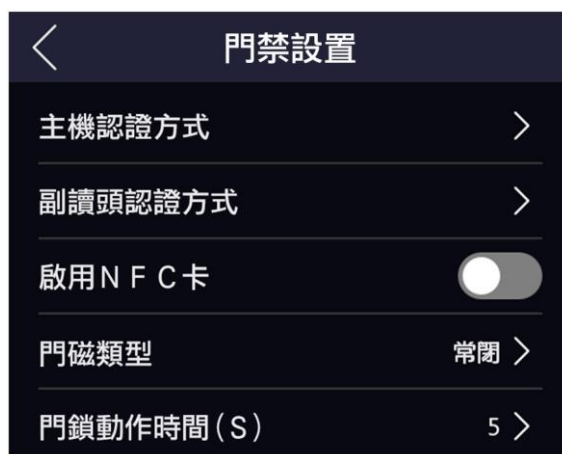 門禁設置
主機認證方式
副讀頭認證方式
啟用NFC卡
門磁類型 常閉
門鎖動作時間(S) 5